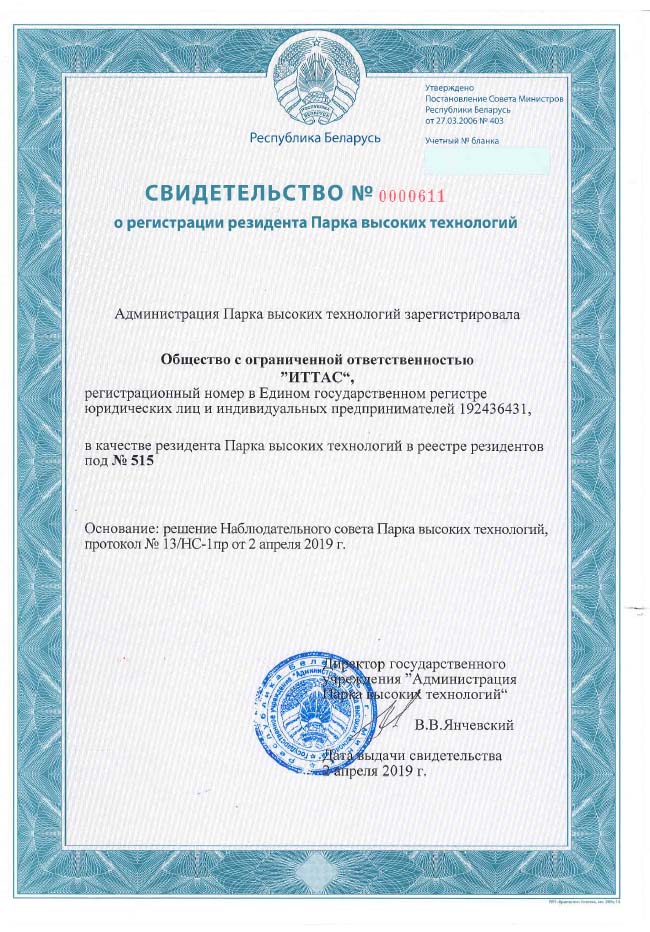 Утверждено
Постановление Совета Министров
Республики Беларусь
от 27.03.2006 № 403
Учетный № бланка
Республика Беларусь
СВИДЕТЕЛЬСТВО № 0000611
о регистрации резидента Парка высоких технологий
Администрация Парка высоких технологий зарегистрировала
Общество с ограниченной ответственностью
”ИТТАС“,
регистрационный номер в Едином государственном регистре
юридических лиц и индивидуальных предпринимателей 192436431,
в качестве резидента Парка высоких технологий в реестре резидентов
под № 515
Основание: решение Наблюдательного совета Парка высоких технологий,
протокол № 13/НС-1пр от 2 апреля 2019 г.
Директор государственного
учреждения ”Администрация
Парка высоких технологий“
В.В.Янчевский
Дата выдачи свидетельства
2 апреля 2019 г.